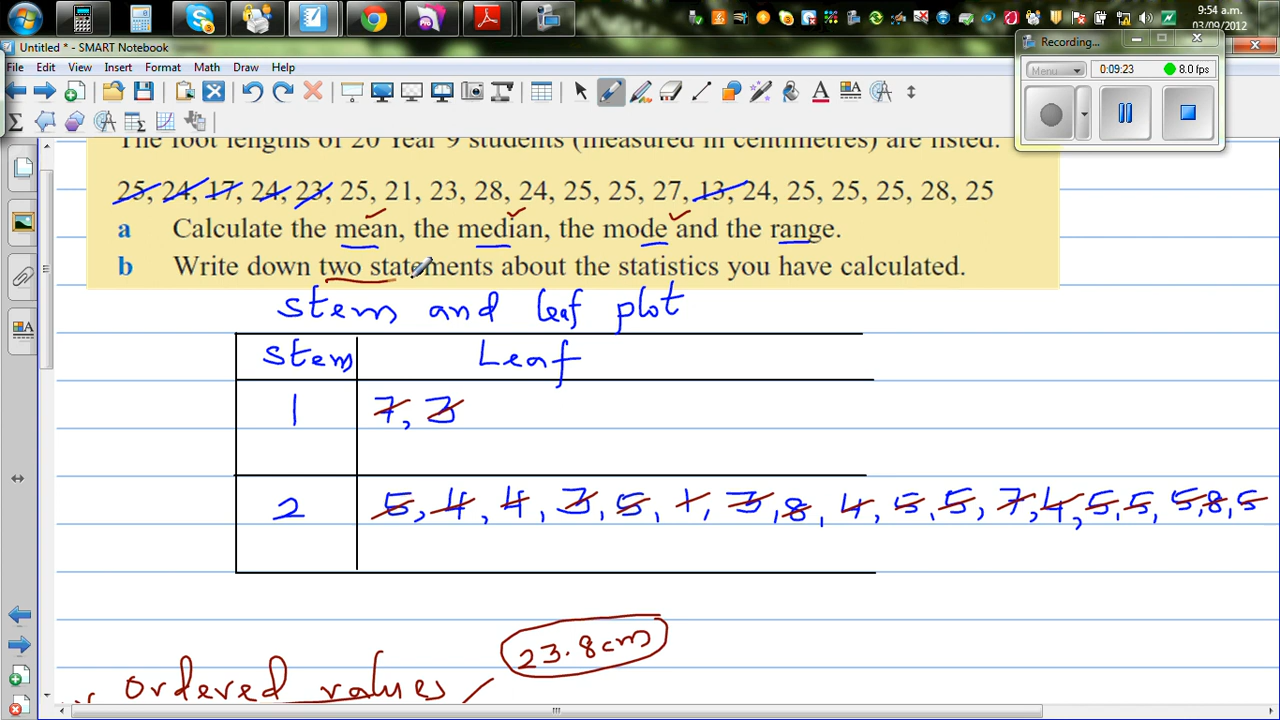 9:54 a.m.
03/09/2012
Untitled * - SMART Notebook
Recording...
File Edit View Insert Format Math Draw Help
Menu
00:09:23
8.0 fps
The foot lengths of 20 Year 9 students (measured in centimetres) are listed.
25, 24, 17, 24, 23, 25, 21, 23, 28, 24, 25, 25, 27, 13, 24, 25, 25, 25, 28, 25
a Calculate the mean, the median, the mode and the range.
b Write down two statements about the statistics you have calculated.
Stem and leaf plot
Stem Leaf
1 7, 3
2 5, 4, 4, 3, 5, 1, 3, 8, 4, 5, 5, 7, 4, 5, 5, 5, 8, 5
23.8cm
ordered values